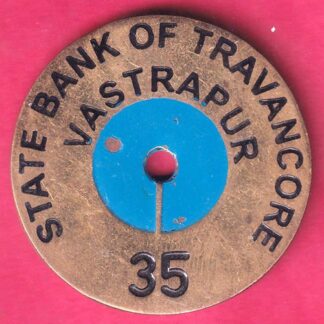 STATE BANK OF TRAVANCORE
VASTRAPUR
35